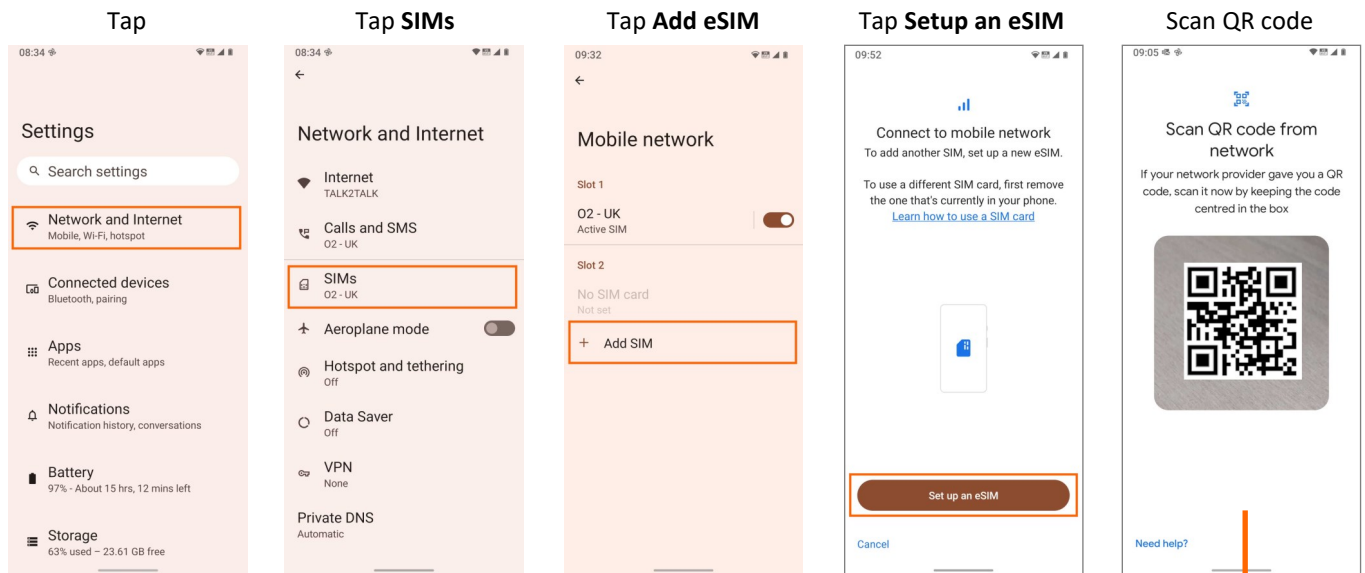 Tap
08:34
Settings
Search settings
Network and Internet
Mobile, Wi-Fi, hotspot
Connected devices
Bluetooth, pairing
Apps
Recent apps, default apps
Notifications
Notification history, conversations
Battery
97% - About 15 hrs, 12 mins left
Storage
63% used – 23.61 GB free
Tap SIMs
08:34
Network and Internet
Internet
TALK2TALK
Calls and SMS
O2 - UK
SIMs
O2 - UK
Aeroplane mode
Hotspot and tethering
Off
Data Saver
Off
VPN
None
Private DNS
Automatic
Tap Add eSIM
09:32
Mobile network
Slot 1
O2 - UK
Active SIM
Slot 2
No SIM card
Not set
+ Add SIM
Tap Setup an eSIM
09:52
Connect to mobile network
To add another SIM, set up a new eSIM.
To use a different SIM card, first remove
the one that's currently in your phone.
Learn how to use a SIM card
Set up an eSIM
Cancel
Scan QR code
09:05
Scan QR code from
network
If your network provider gave you a QR
code, scan it now by keeping the code
centred in the box
Need help?